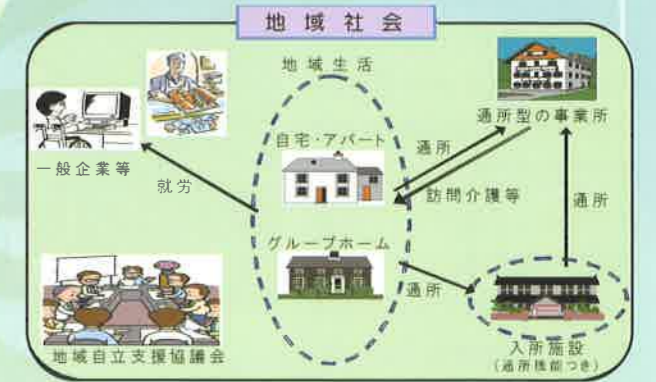 地域社会
地域生活
通所型の事業所
自宅・アパート
通所
一般企業等
就労
訪問介護等
通所
グループホーム
通所
地域自立支援協議会
入所施設
(通所機能つき)